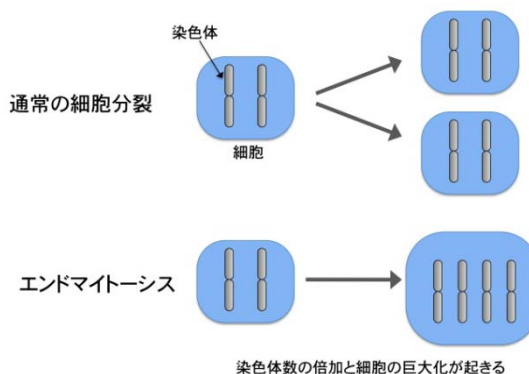 染色体
通常の細胞分裂
細胞
エンドマイトーシス
染色体数の倍加と細胞の巨大化が起きる